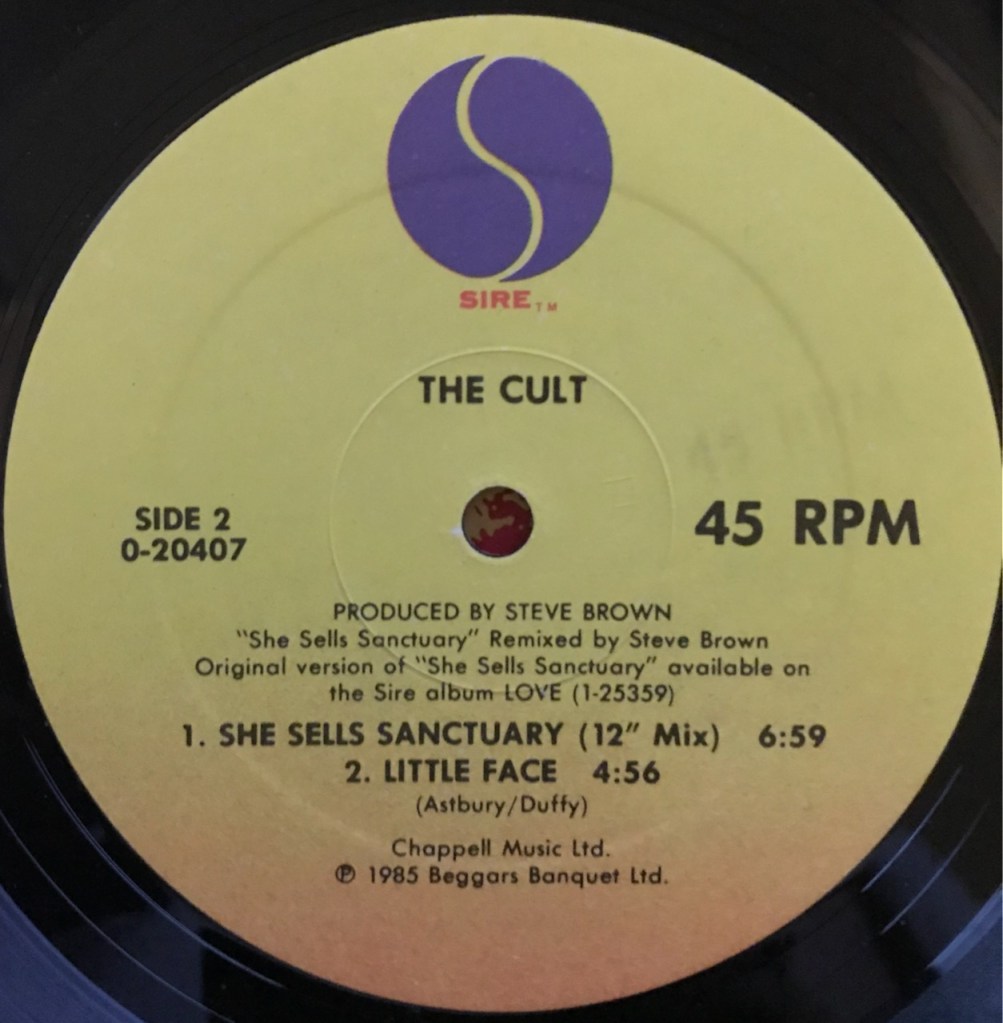 SIRE TM
THE CULT
SIDE 2
0-20407
45 RPM
PRODUCED BY STEVE BROWN
"She Sells Sanctuary" Remixed by Steve Brown
Original version of "She Sells Sanctuary" available on
the Sire album LOVE (1-25359)
1. SHE SELLS SANCTUARY (12" Mix) 6:59
2. LITTLE FACE 4:56
(Astbury/Duffy)
Chappell Music Ltd.
℗ 1985 Beggars Banquet Ltd.